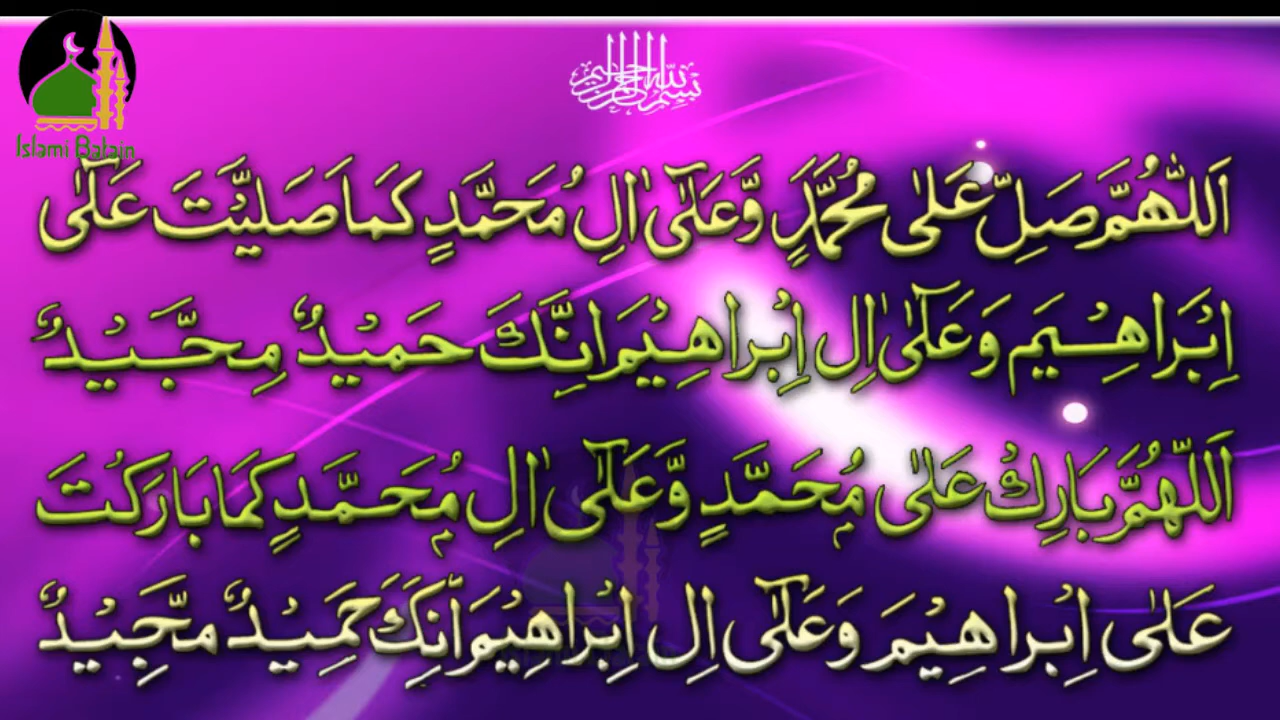 Islami Batain
بسم الله الرحمن الرحيم
اَللّٰهُمَّ صَلِّ عَلٰى مُحَمَّدٍ وَّعَلٰٓى اٰلِ مُحَمَّدٍ كَمَا صَلَيَّتَ عَلٰٓى
اِبْرَاهِيْمَ وَعَلٰٓى اٰلِ اِبْرَاهِيْمَ اِنَّكَ حَمِيْدٌ مَّجِيْدٌ
اَللّٰهُمَّ بَارِكْ عَلٰى مُحَمَّدٍ وَّعَلٰٓى اٰلِ مُحَمَّدٍ كَمَا بَارَكْتَ
عَلٰى اِبْرَاهِيْمَ وَعَلٰٓى اٰلِ اِبْرَاهِيْمَ اِنَّكَ حَمِيْدٌ مَّجِيْدٌ